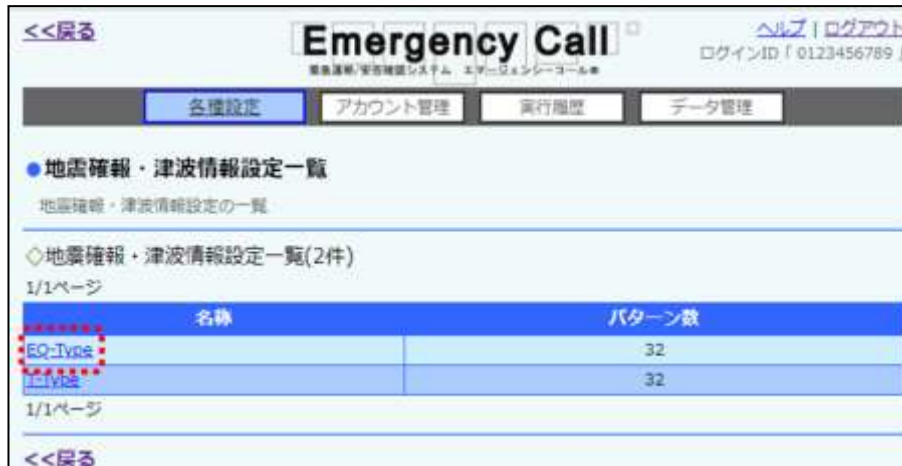 <<戻る
Emergency Call
ヘルプ | ログアウト
緊急通報/安否確認システム エマージェンシーコール®
ログインID「0123456789」
各種設定 アカウント管理 実行履歴 データ管理
●地震確報・津波情報設定一覧
地震確報・津波情報設定の一覧
◇地震確報・津波情報設定一覧(2件)
1/1ページ
名称 パターン数
EQ-Type 32
T-Type 32
1/1ページ
<<戻る